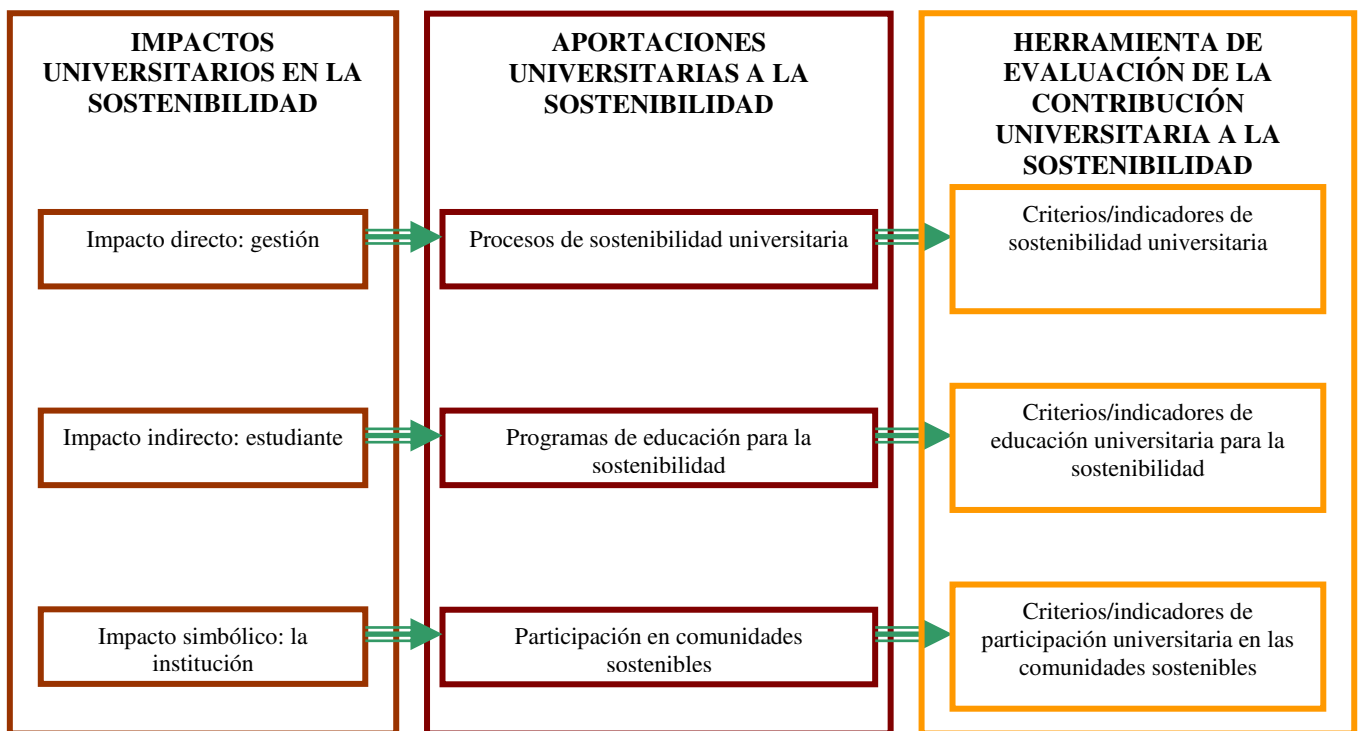 IMPACTOS
UNIVERSITARIOS EN LA
SOSTENIBILIDAD
Impacto directo: gestión
Impacto indirecto: estudiante
Impacto simbólico: la
institución
APORTACIONES
UNIVERSITARIAS A LA
SOSTENIBILIDAD
Procesos de sostenibilidad universitaria
Programas de educación para la
sostenibilidad
Participación en comunidades
sostenibles
HERRAMIENTA DE
EVALUACIÓN DE LA
CONTRIBUCIÓN
UNIVERSITARIA A LA
SOSTENIBILIDAD
Criterios/indicadores de
sostenibilidad universitaria
Criterios/indicadores de
educación universitaria para la
sostenibilidad
Criterios/indicadores de
participación universitaria en las
comunidades sostenibles